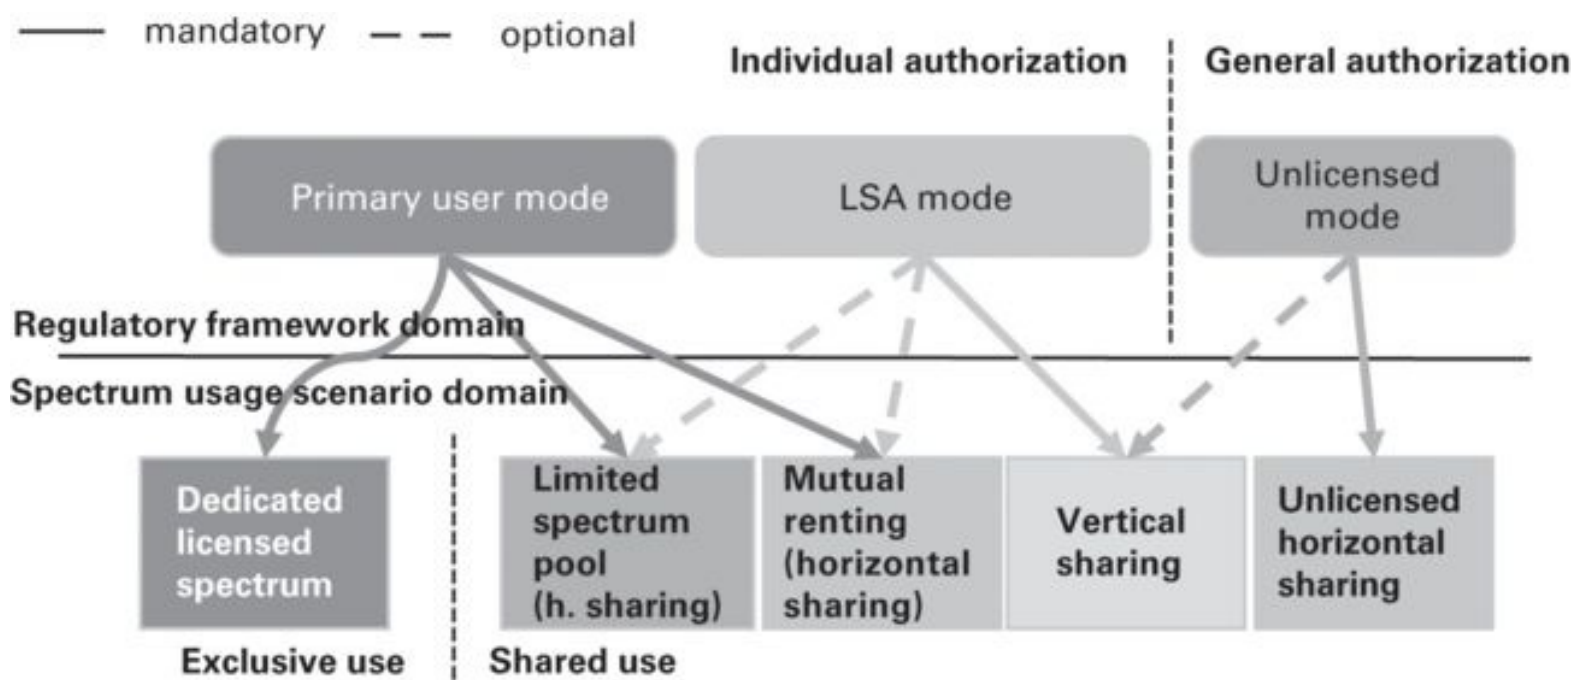 mandatory optional
Individual authorization General authorization
Primary user mode
LSA mode
Unlicensed
mode
Regulatory framework domain
Spectrum usage scenario domain
Dedicated
licensed
spectrum
Limited
spectrum
pool
(h. sharing)
Mutual
renting
(horizontal
sharing)
Vertical
sharing
Unlicensed
horizontal
sharing
Exclusive use Shared use